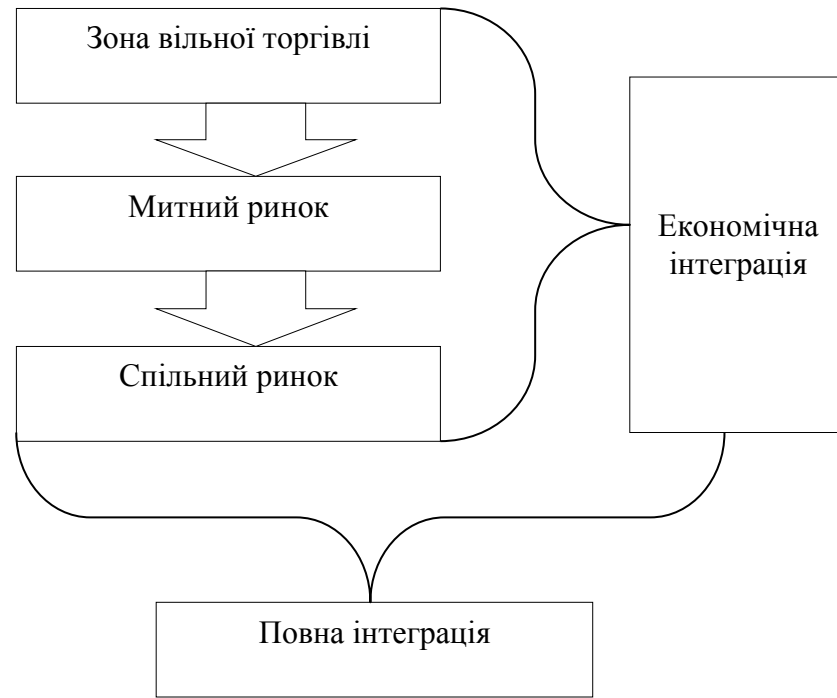 Зона вільної торгівлі
Митний ринок
Спільний ринок
Економічна
інтеграція
Повна інтеграція